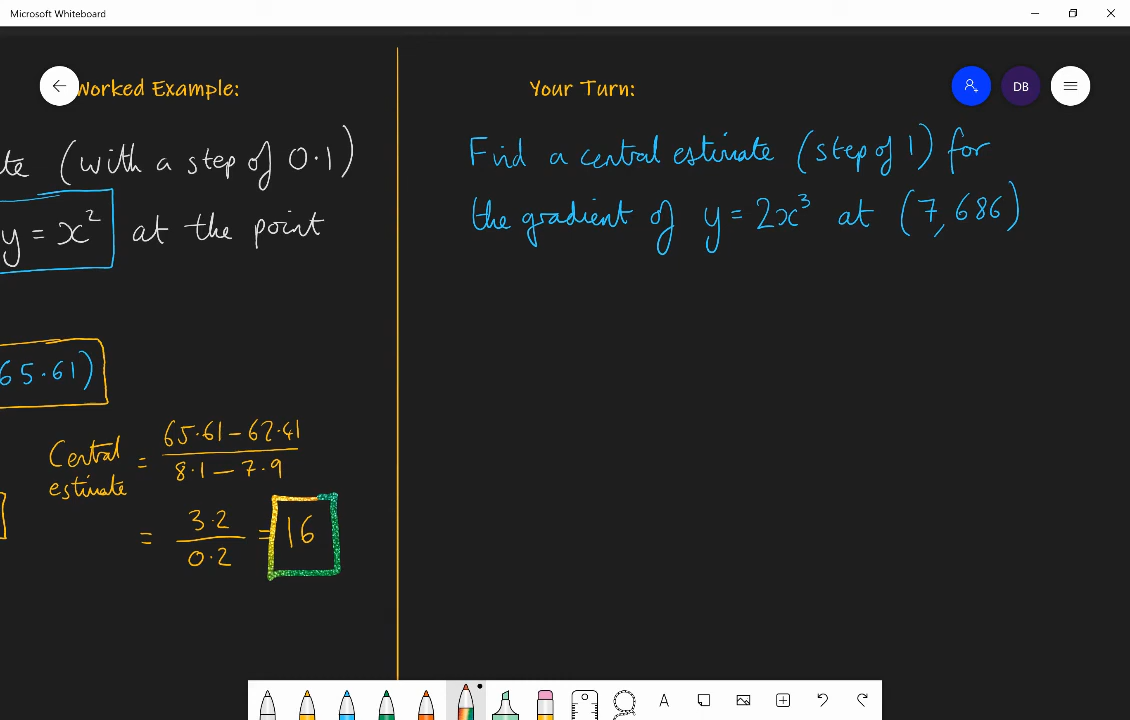 Microsoft Whiteboard
Worked Example:
te (with a step of 0·1)
y = x² at the point
65·61)
Central estimate = 65·61 – 62·41 / 8·1 – 7·9
= 3·2 / 0·2 = 16
Your Turn:
DB
Find a central estimate (step of 1) for
the gradient of y = 2x³ at (7, 686)
A